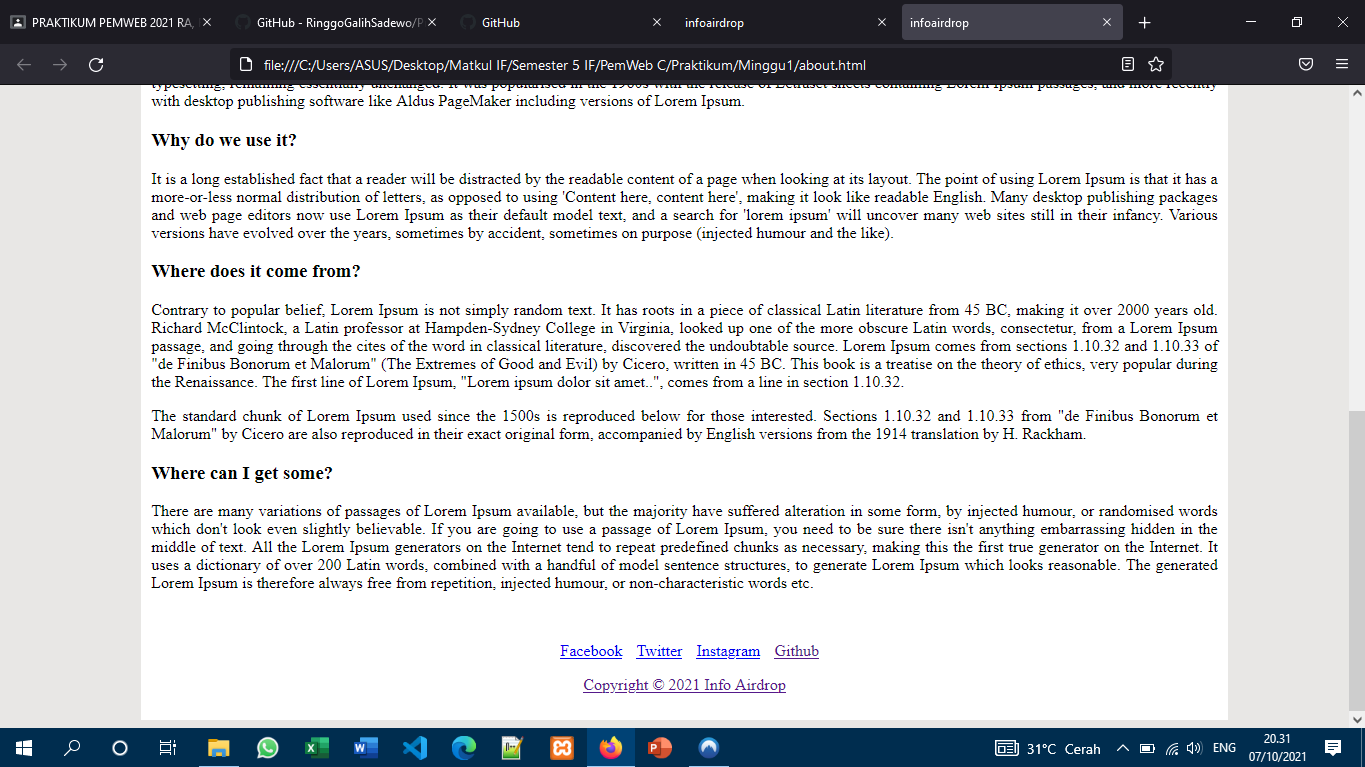 PRAKTIKUM PEMWEB 2021 RA,
GitHub - RinggoGalihSadewo/P
GitHub
infoairdrop
infoairdrop
file:///C:/Users/ASUS/Desktop/Matkul IF/Semester 5 IF/PemWeb C/Praktikum/Minggu1/about.html
typesetting, remaining essentially unchanged. It was popularised in the 1960s with the release of Letraset sheets containing Lorem Ipsum passages, and more recently
with desktop publishing software like Aldus PageMaker including versions of Lorem Ipsum.
Why do we use it?
It is a long established fact that a reader will be distracted by the readable content of a page when looking at its layout. The point of using Lorem Ipsum is that it has a
more-or-less normal distribution of letters, as opposed to using 'Content here, content here', making it look like readable English. Many desktop publishing packages
and web page editors now use Lorem Ipsum as their default model text, and a search for 'lorem ipsum' will uncover many web sites still in their infancy. Various
versions have evolved over the years, sometimes by accident, sometimes on purpose (injected humour and the like).
Where does it come from?
Contrary to popular belief, Lorem Ipsum is not simply random text. It has roots in a piece of classical Latin literature from 45 BC, making it over 2000 years old.
Richard McClintock, a Latin professor at Hampden-Sydney College in Virginia, looked up one of the more obscure Latin words, consectetur, from a Lorem Ipsum
passage, and going through the cites of the word in classical literature, discovered the undoubtable source. Lorem Ipsum comes from sections 1.10.32 and 1.10.33 of
"de Finibus Bonorum et Malorum" (The Extremes of Good and Evil) by Cicero, written in 45 BC. This book is a treatise on the theory of ethics, very popular during
the Renaissance. The first line of Lorem Ipsum, "Lorem ipsum dolor sit amet..", comes from a line in section 1.10.32.
The standard chunk of Lorem Ipsum used since the 1500s is reproduced below for those interested. Sections 1.10.32 and 1.10.33 from "de Finibus Bonorum et
Malorum" by Cicero are also reproduced in their exact original form, accompanied by English versions from the 1914 translation by H. Rackham.
Where can I get some?
There are many variations of passages of Lorem Ipsum available, but the majority have suffered alteration in some form, by injected humour, or randomised words
which don't look even slightly believable. If you are going to use a passage of Lorem Ipsum, you need to be sure there isn't anything embarrassing hidden in the
middle of text. All the Lorem Ipsum generators on the Internet tend to repeat predefined chunks as necessary, making this the first true generator on the Internet. It
uses a dictionary of over 200 Latin words, combined with a handful of model sentence structures, to generate Lorem Ipsum which looks reasonable. The generated
Lorem Ipsum is therefore always free from repetition, injected humour, or non-characteristic words etc.
Facebook Twitter Instagram Github
Copyright © 2021 Info Airdrop
31°C Cerah
ENG
20.31
07/10/2021